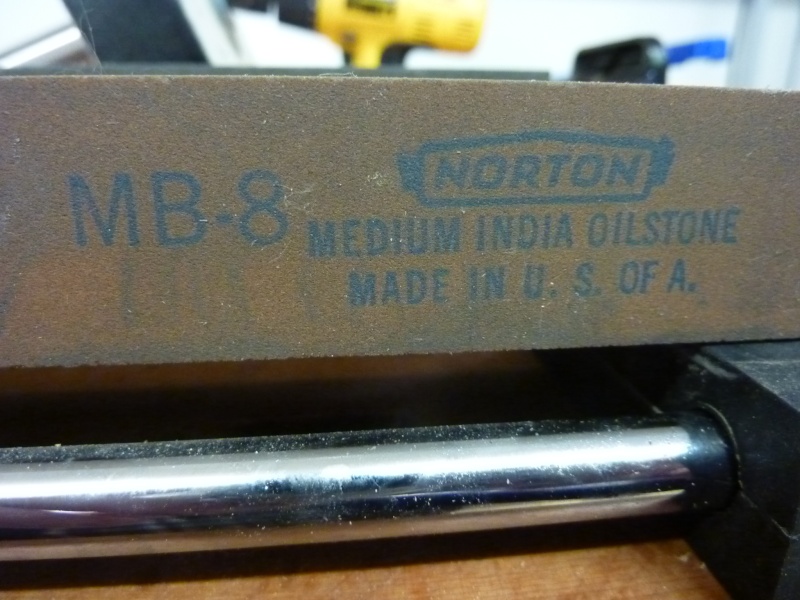 MB-8
NORTON
MEDIUM INDIA OILSTONE
MADE IN U. S. OF A.